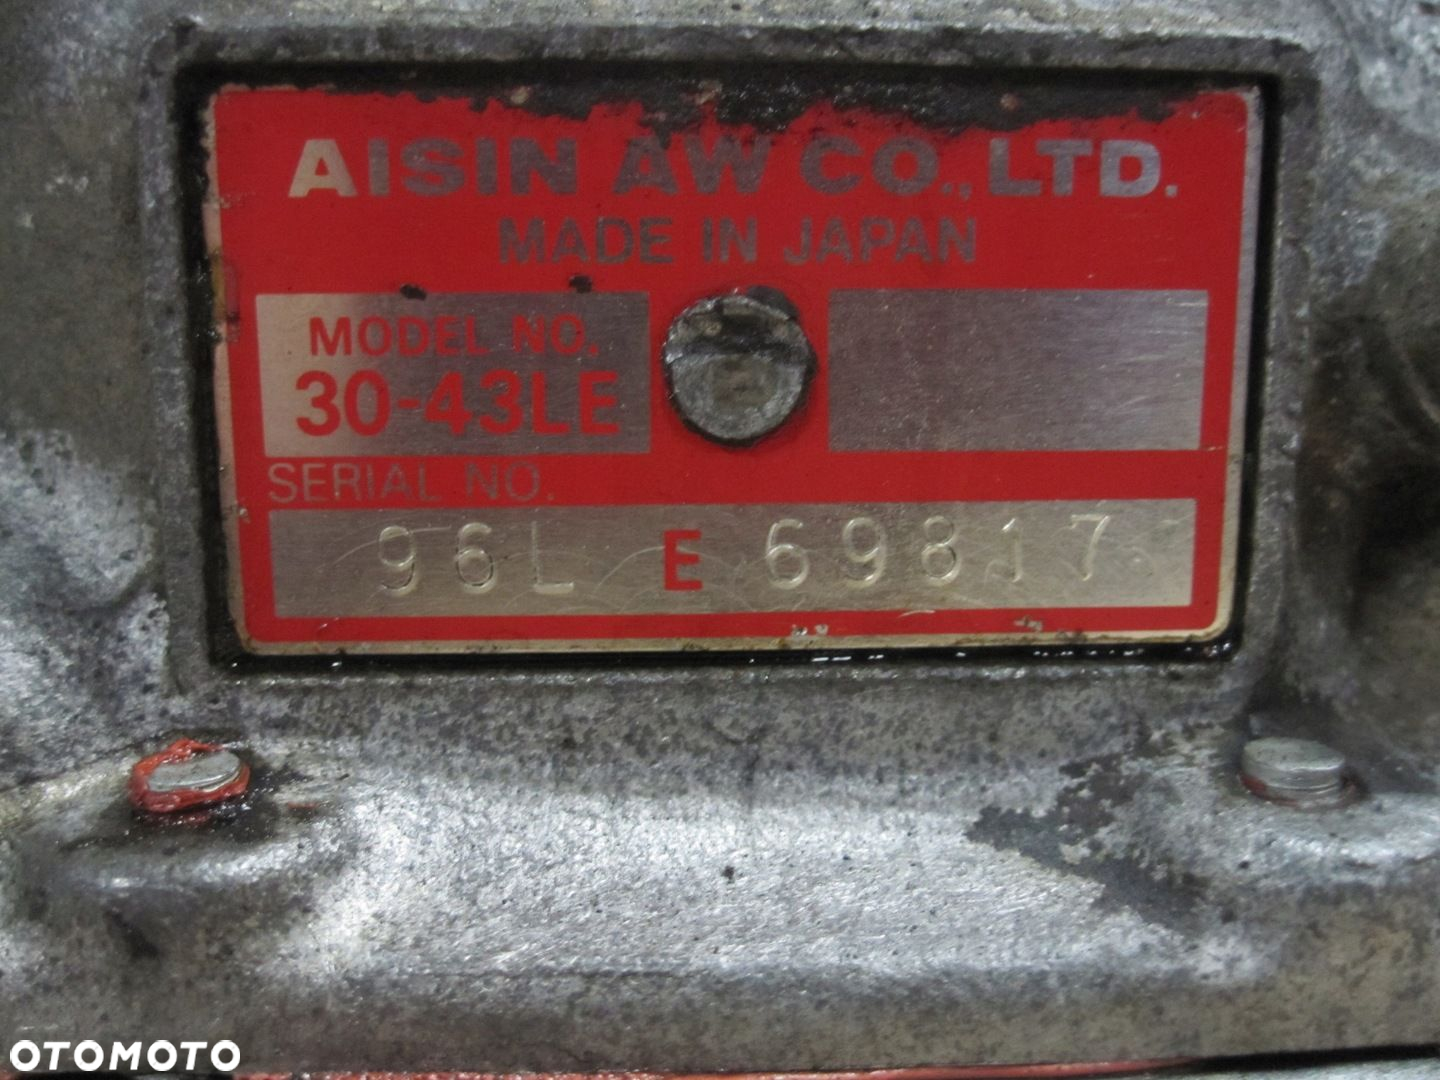 AISIN AW CO., LTD.
MADE IN JAPAN
MODEL NO.
30-43LE
SERIAL NO.
96L E 69817
OTOMOTO